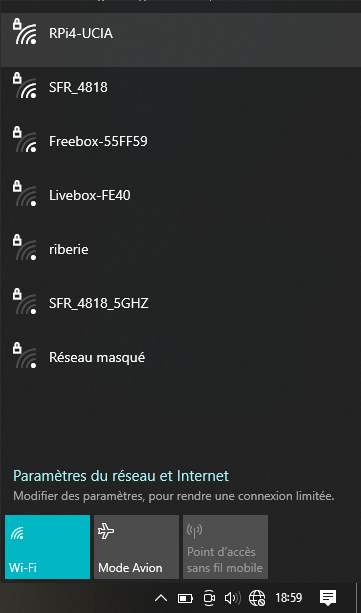 RPi4-UCIA
SFR_4818
Freebox-55FF59
Livebox-FE40
riberie
SFR_4818_5GHZ
Réseau masqué
Paramètres du réseau et Internet
Modifier des paramètres, pour rendre une connexion limitée.
Wi-Fi
Mode Avion
Point d'accès
sans fil mobile
18:59